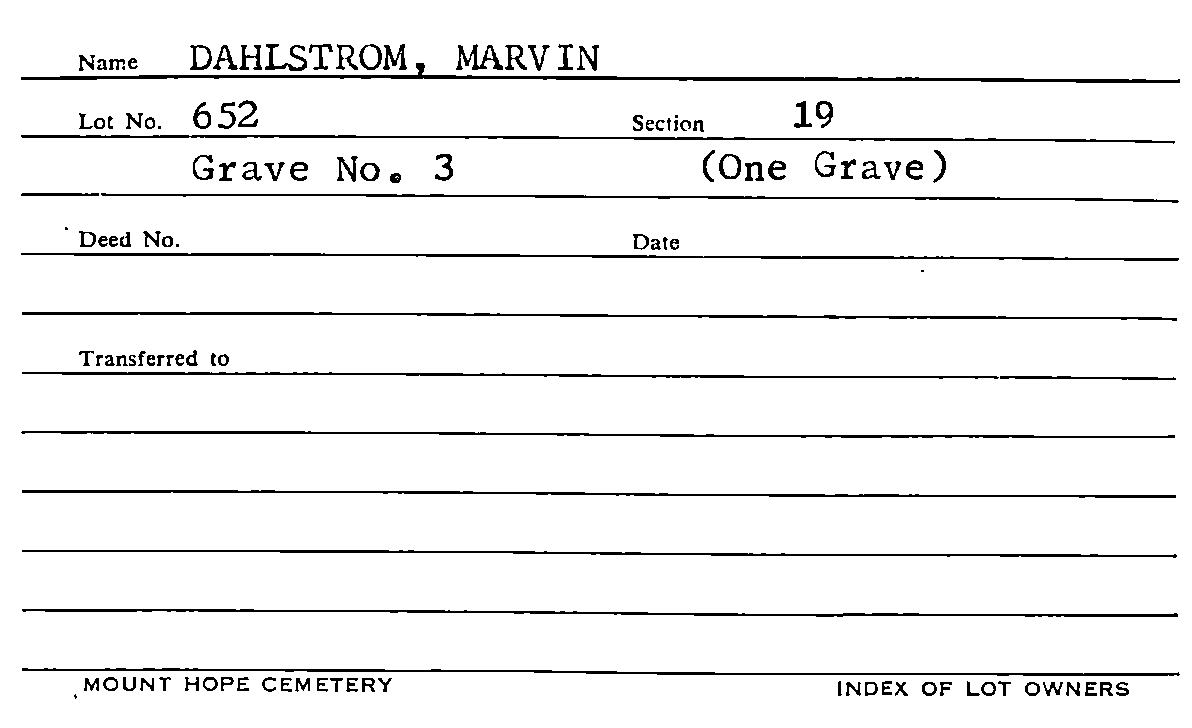 Name DAHLSTROM, MARVIN
Lot No. 652 Section 19
Grave No. 3 (One Grave)
Deed No. Date
Transferred to
MOUNT HOPE CEMETERY INDEX OF LOT OWNERS